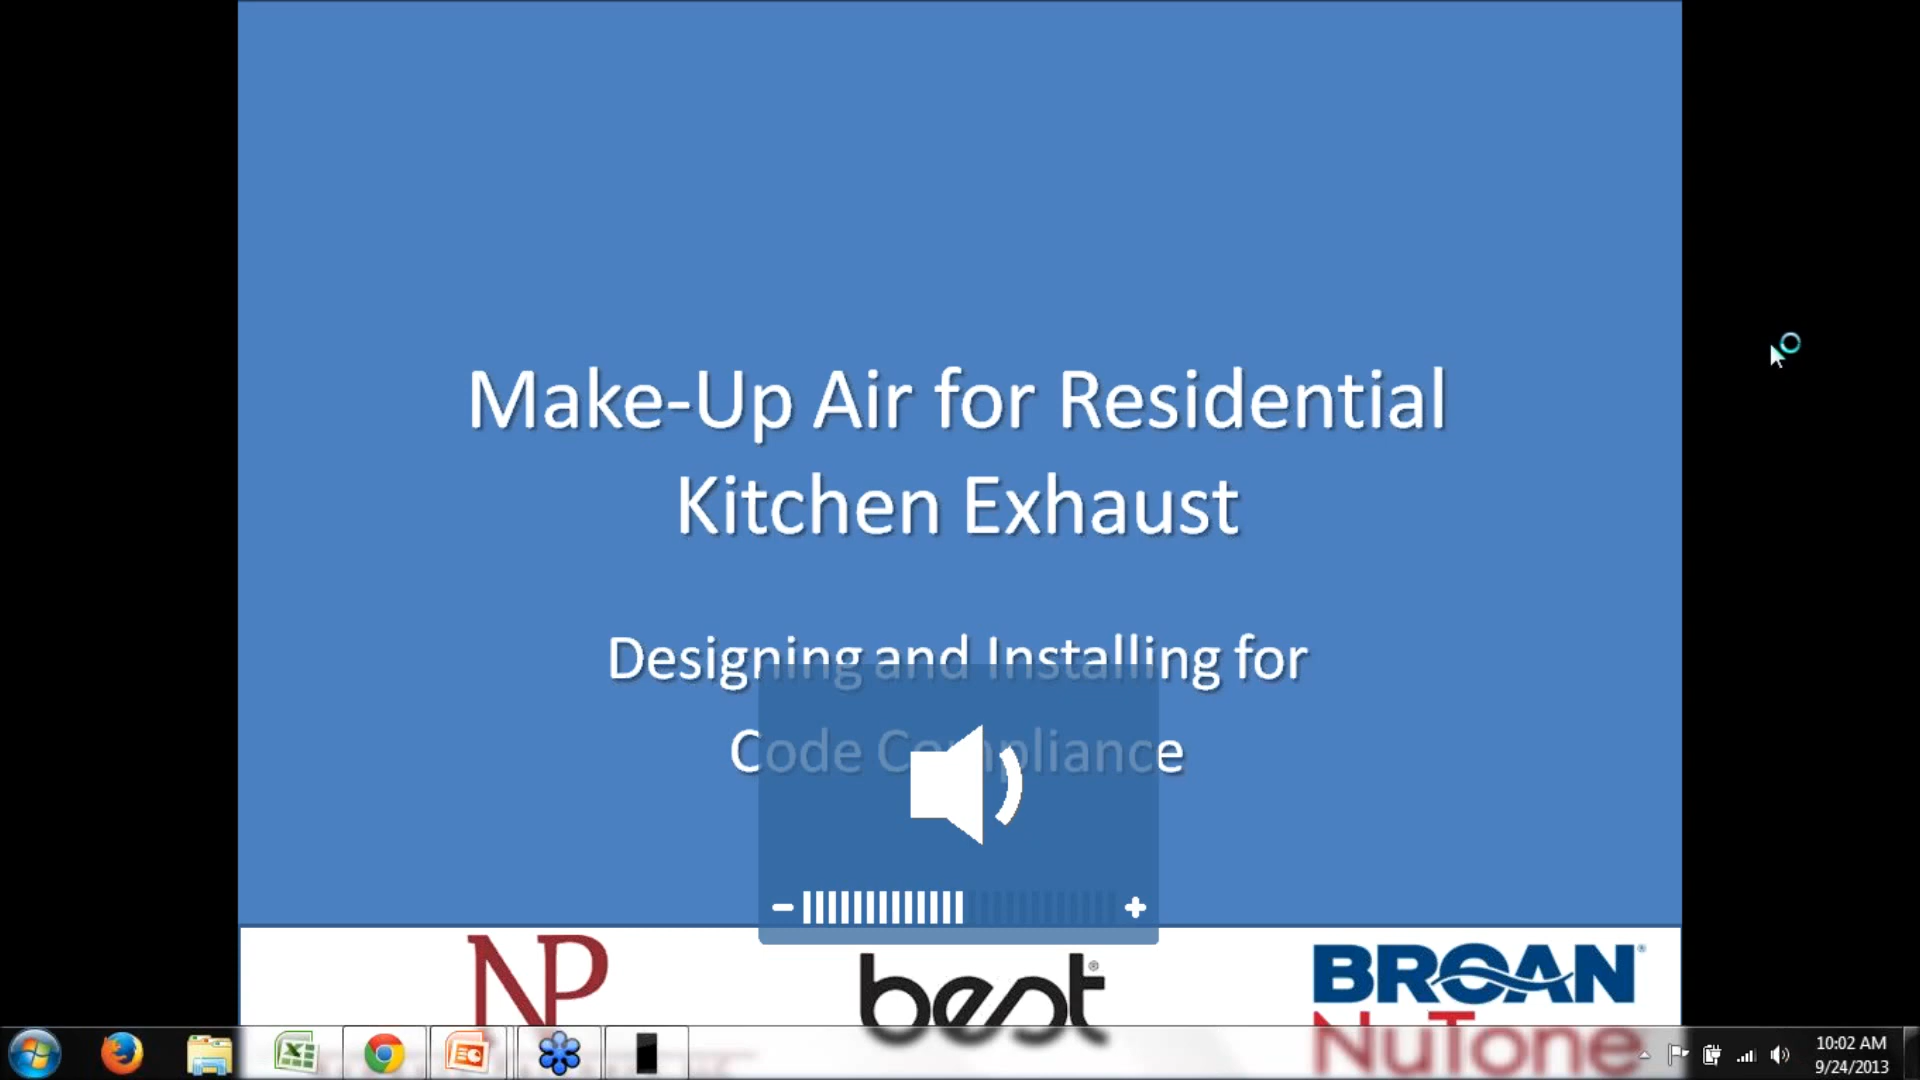 Make-Up Air for Residential
Kitchen Exhaust
Designing and Installing for
Code Compliance
NP
best®
BROAN®
NuTone
10:02 AM
9/24/2013